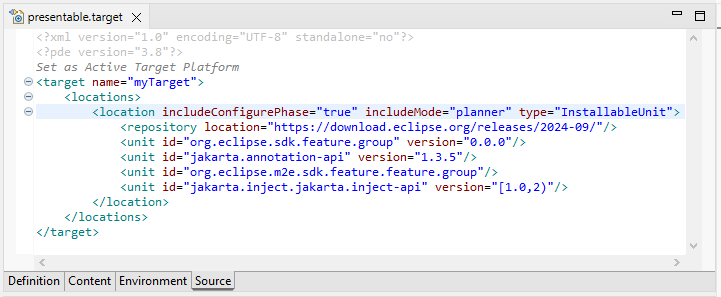 presentable.target
<?xml version="1.0" encoding="UTF-8" standalone="no"?>
<?pde version="3.8"?>
Set as Active Target Platform
<target name="myTarget">
<locations>
<location includeConfigurePhase="true" includeMode="planner" type="InstallableUnit">
<repository location="https://download.eclipse.org/releases/2024-09/"/>
<unit id="org.eclipse.sdk.feature.group" version="0.0.0"/>
<unit id="jakarta.annotation-api" version="1.3.5"/>
<unit id="org.eclipse.m2e.sdk.feature.feature.group"/>
<unit id="jakarta.inject.jakarta.inject-api" version="[1.0,2)"/>
</location>
</locations>
</target>
Definition Content Environment Source